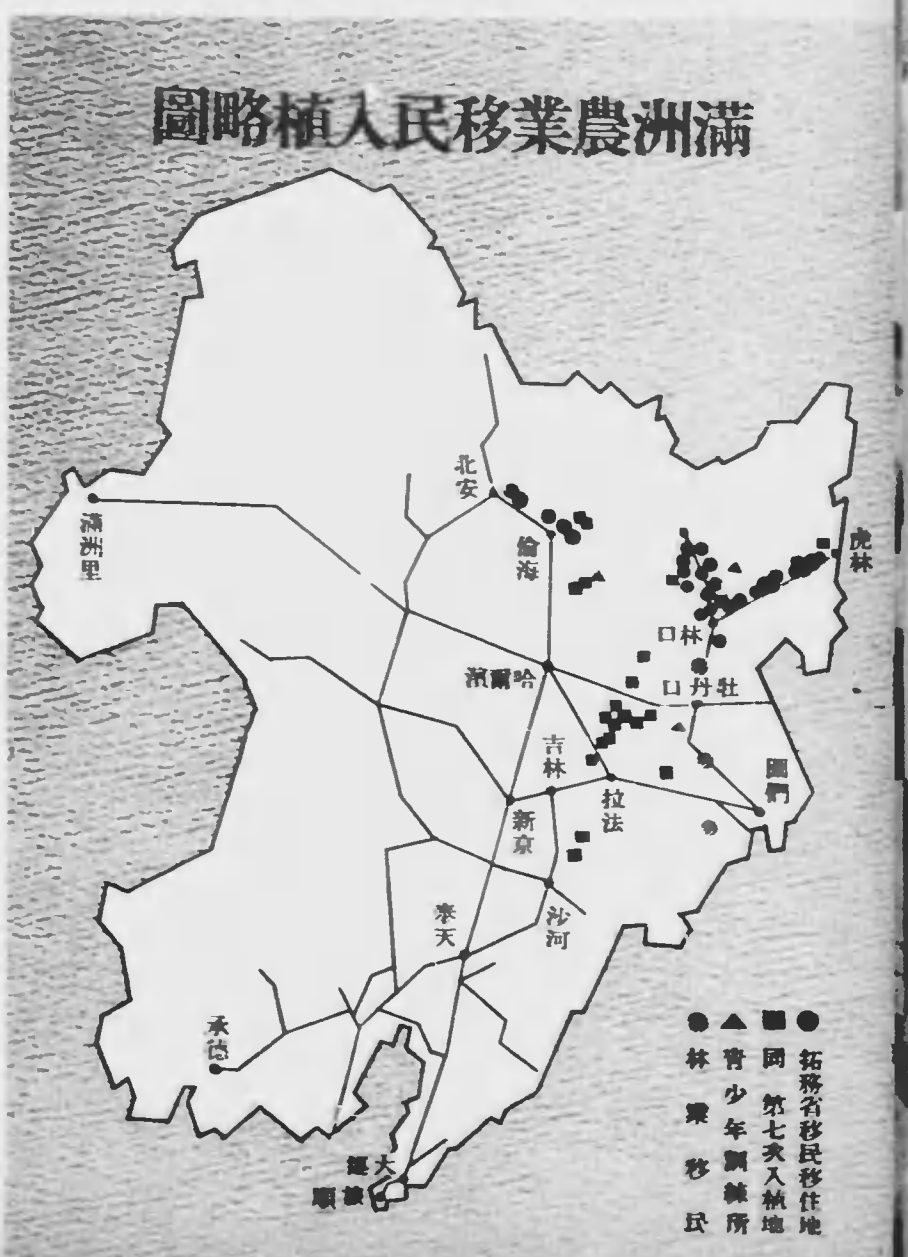 滿洲農業移民入植略圖
北安
滿洲里
倫海
虎林
林口
哈爾濱
牡丹口
吉林
圖們
拉法
新京
奉天
沙河
承德
大連
旅順
拓務省移民移住地
同 第七次入植地
青少年訓練所
林業移民